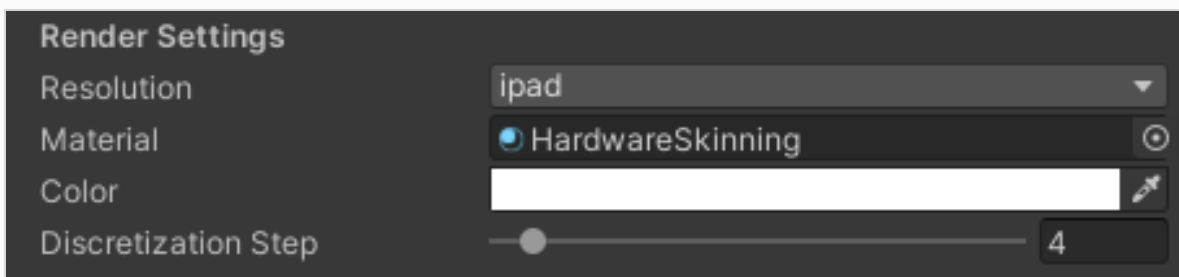 Render Settings
Resolution ipad
Material HardwareSkinning
Color
Discretization Step 4